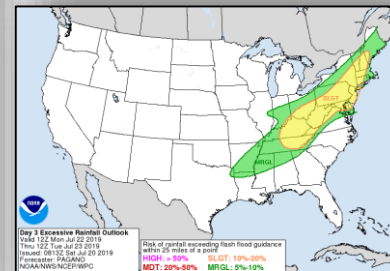 SLGT
MRGL
NOAA
Day 3 Excessive Rainfall Outlook
Valid 12Z Mon Jul 22 2019
Thru 12Z Tue Jul 23 2019
Issued: 0813Z Sat Jul 20 2019
Forecaster: PAGANO
NOAA/NWS/NCEP/WPC
Risk of rainfall exceeding flash flood guidance
within 25 miles of a point
HIGH: > 50% SLGT: 10%-20%
MDT: 20%-50% MRGL: 5%-10%